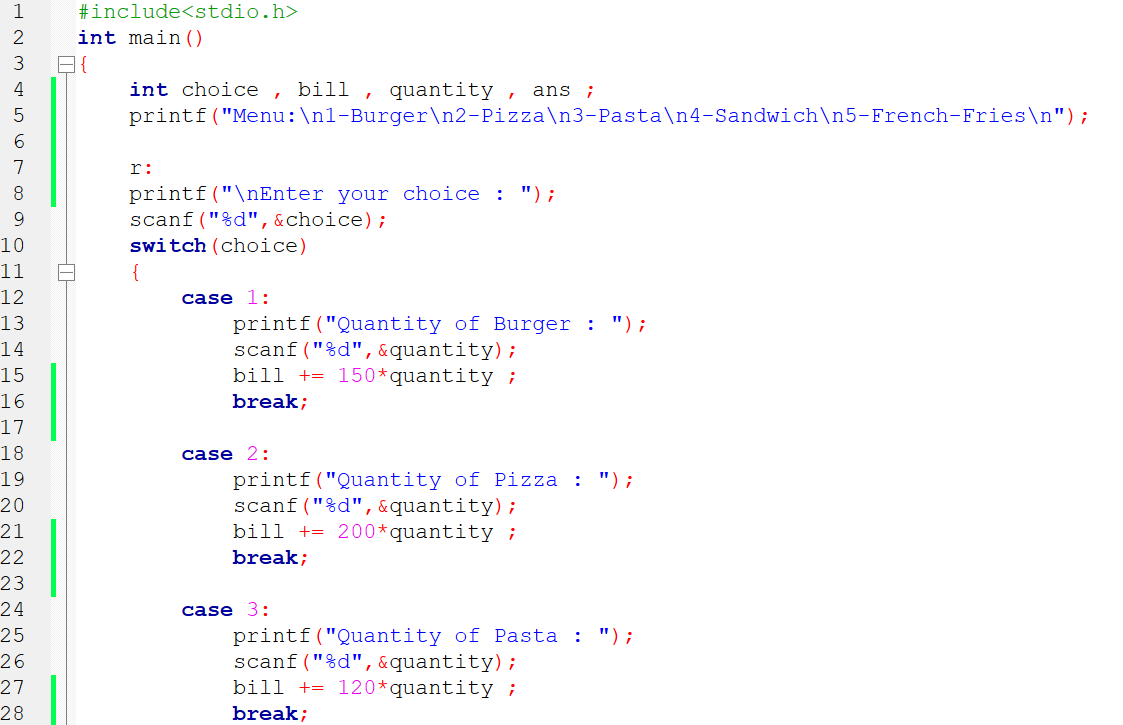 1 #include<stdio.h>
2 int main()
3 {
4 int choice , bill , quantity , ans ;
5 printf("Menu:\n1-Burger\n2-Pizza\n3-Pasta\n4-Sandwich\n5-French-Fries\n");
6
7 r:
8 printf("\nEnter your choice : ");
9 scanf("%d",&choice);
10 switch(choice)
11 {
12 case 1:
13 printf("Quantity of Burger : ");
14 scanf("%d",&quantity);
15 bill += 150*quantity ;
16 break;
17
18 case 2:
19 printf("Quantity of Pizza : ");
20 scanf("%d",&quantity);
21 bill += 200*quantity ;
22 break;
23
24 case 3:
25 printf("Quantity of Pasta : ");
26 scanf("%d",&quantity);
27 bill += 120*quantity ;
28 break;